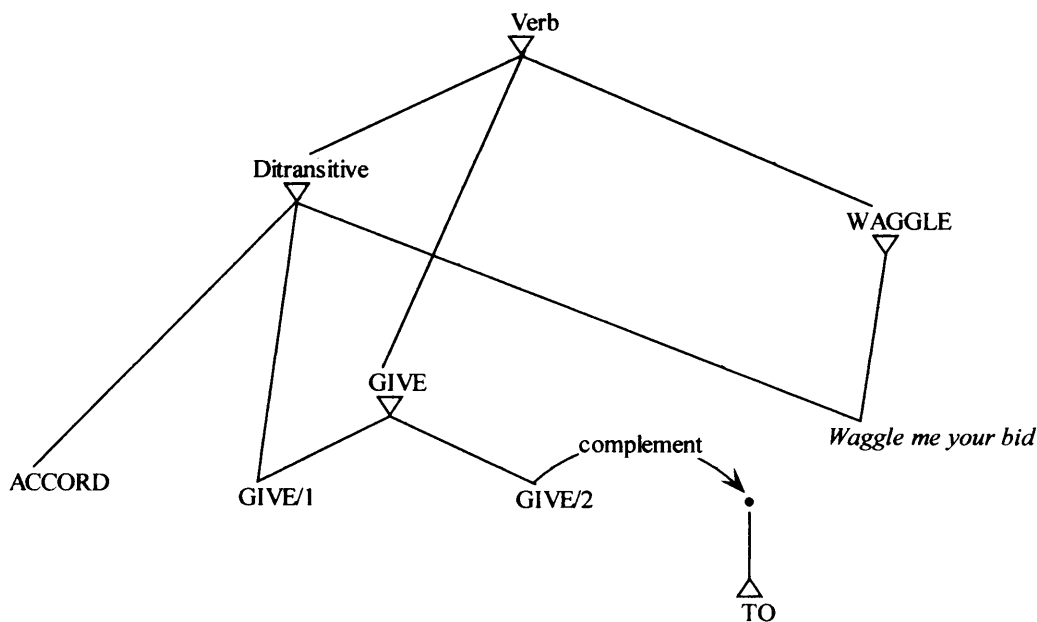 Verb
Ditransitive
WAGGLE
GIVE
Waggle me your bid
complement
ACCORD
GIVE/1
GIVE/2
TO